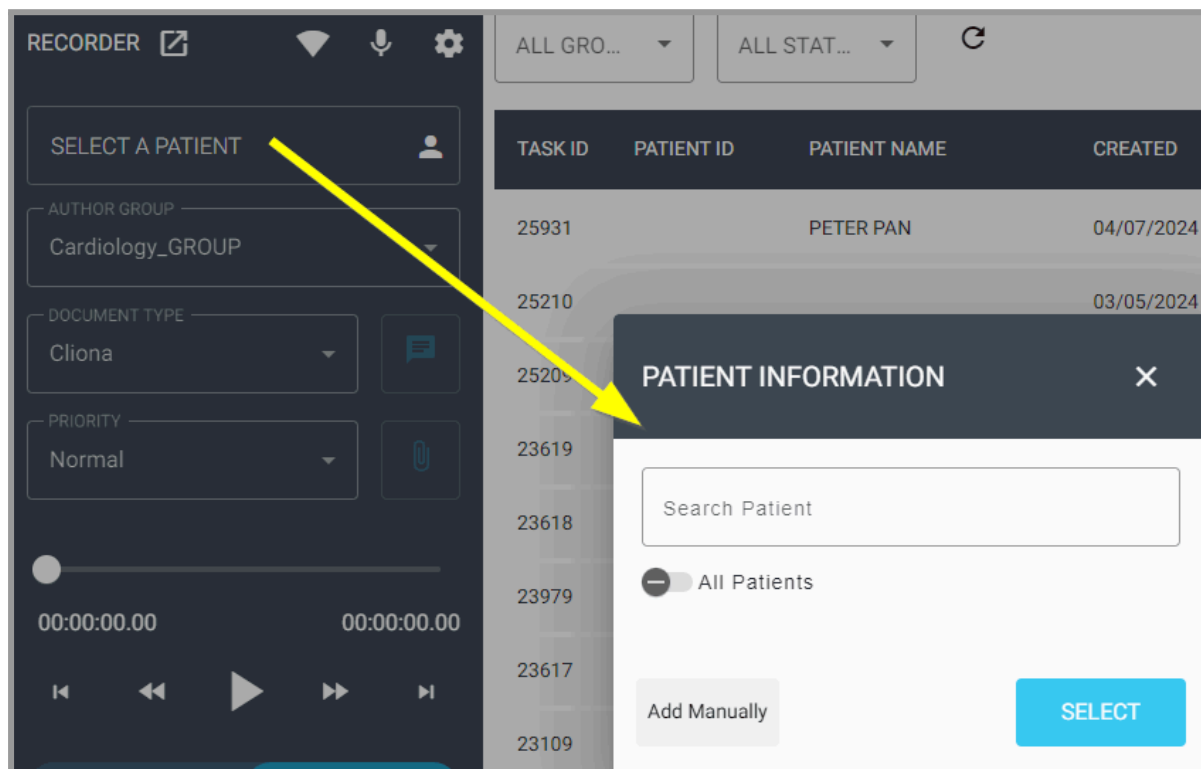 RECORDER
SELECT A PATIENT
AUTHOR GROUP
Cardiology_GROUP
DOCUMENT TYPE
Cliona
PRIORITY
Normal
00:00:00.00 00:00:00.00
ALL GRO... ALL STAT...
TASK ID PATIENT ID PATIENT NAME CREATED
25931 PETER PAN 04/07/2024
25210 03/05/2024
25209
23619
23618
23979
23617
23109
PATIENT INFORMATION
Search Patient
All Patients
Add Manually SELECT